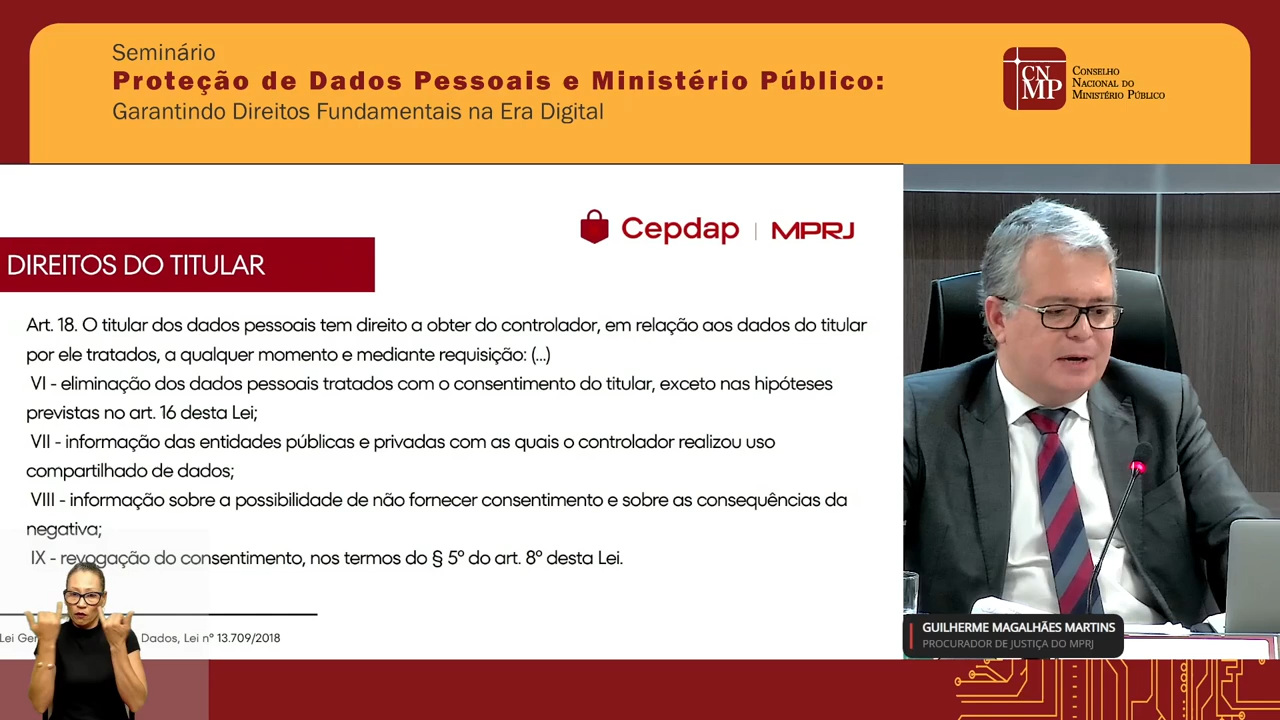 Seminário
Proteção de Dados Pessoais e Ministério Público:
Garantindo Direitos Fundamentais na Era Digital
CN
MP
Conselho
Nacional do
Ministério Público
Cepdap | MPRJ
DIREITOS DO TITULAR
Art. 18. O titular dos dados pessoais tem direito a obter do controlador, em relação aos dados do titular
por ele tratados, a qualquer momento e mediante requisição: (...)
VI - eliminação dos dados pessoais tratados com o consentimento do titular, exceto nas hipóteses
previstas no art. 16 desta Lei;
VII - informação das entidades públicas e privadas com as quais o controlador realizou uso
compartilhado de dados;
VIII - informação sobre a possibilidade de não fornecer consentimento e sobre as consequências da
negativa;
IX - revogação do consentimento, nos termos do § 5º do art. 8º desta Lei.
Lei Dados, Lei nº 13.709/2018
GUILHERME MAGALHÃES MARTINS
PROCURADOR DE JUSTIÇA DO MPRJ